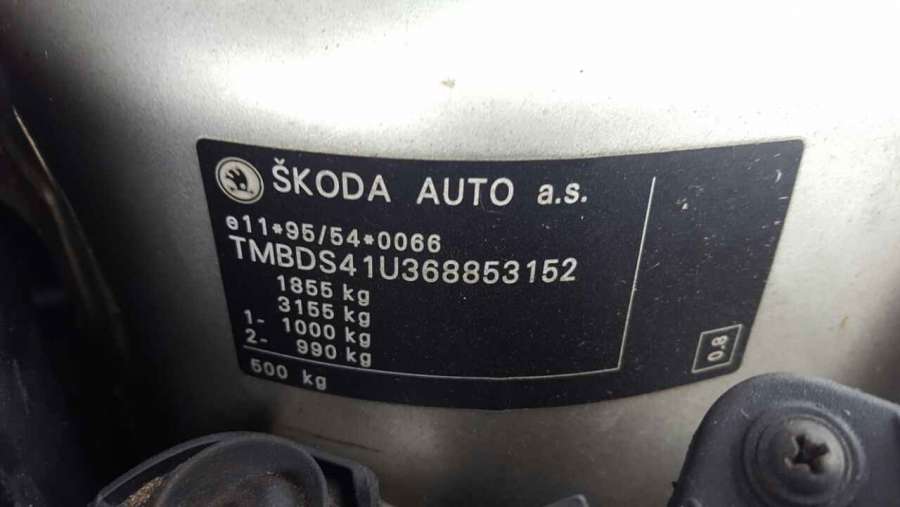 ŠKODA AUTO a.s.
e11*95/54*0066
TMBDS41U368853152
1855 kg
3155 kg
1- 1000 kg
2- 990 kg
500 kg
0.8